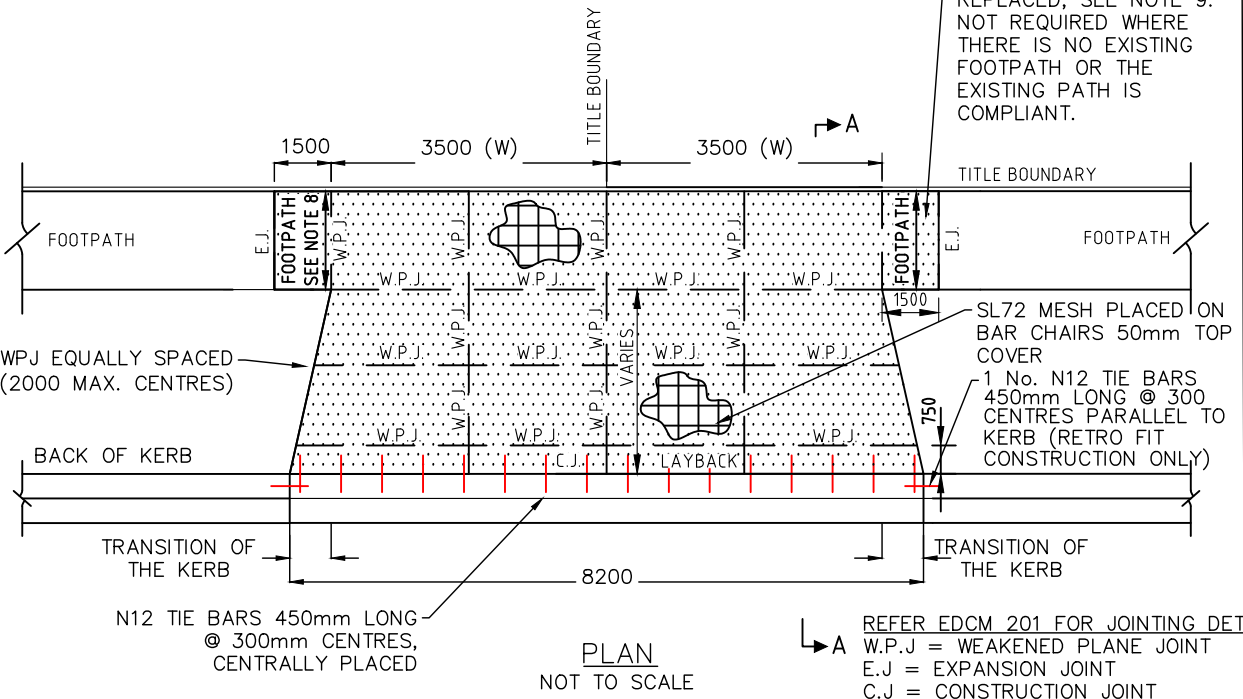 REPLACED, SEE NOTE 9.
NOT REQUIRED WHERE
THERE IS NO EXISTING
FOOTPATH OR THE
EXISTING PATH IS
COMPLIANT.
TITLE BOUNDARY
A
1500
3500 (W)
3500 (W)
TITLE BOUNDARY
FOOTPATH
E.J.
FOOTPATH
SEE NOTE 8
W.P.J.
W.P.J.
W.P.J.
W.P.J.
FOOTPATH
E.J.
FOOTPATH
W.P.J.
W.P.J.
W.P.J.
W.P.J.
1500
SL72 MESH PLACED ON
BAR CHAIRS 50mm TOP
COVER
WPJ EQUALLY SPACED
(2000 MAX. CENTRES)
W.P.J.
W.P.J.
W.P.J.
W.P.J.
W.P.J.
W.P.J.
W.P.J.
VARIES
1 No. N12 TIE BARS
450mm LONG @ 300
CENTRES PARALLEL TO
KERB (RETRO FIT
CONSTRUCTION ONLY)
W.P.J.
W.P.J.
W.P.J.
750
W.P.J.
W.P.J.
W.P.J.
BACK OF KERB
C.J.
LAYBACK
TRANSITION OF
THE KERB
8200
TRANSITION OF
THE KERB
N12 TIE BARS 450mm LONG
@ 300mm CENTRES,
CENTRALLY PLACED
PLAN
NOT TO SCALE
A
REFER EDCM 201 FOR JOINTING DET
W.P.J = WEAKENED PLANE JOINT
E.J = EXPANSION JOINT
C.J = CONSTRUCTION JOINT